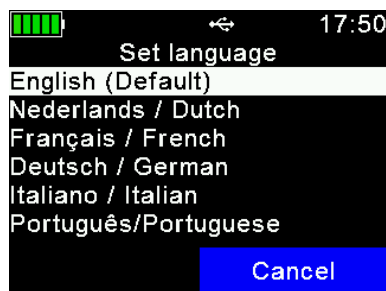 17:50
Set language
English (Default)
Nederlands / Dutch
Français / French
Deutsch / German
Italiano / Italian
Português/Portuguese
Cancel